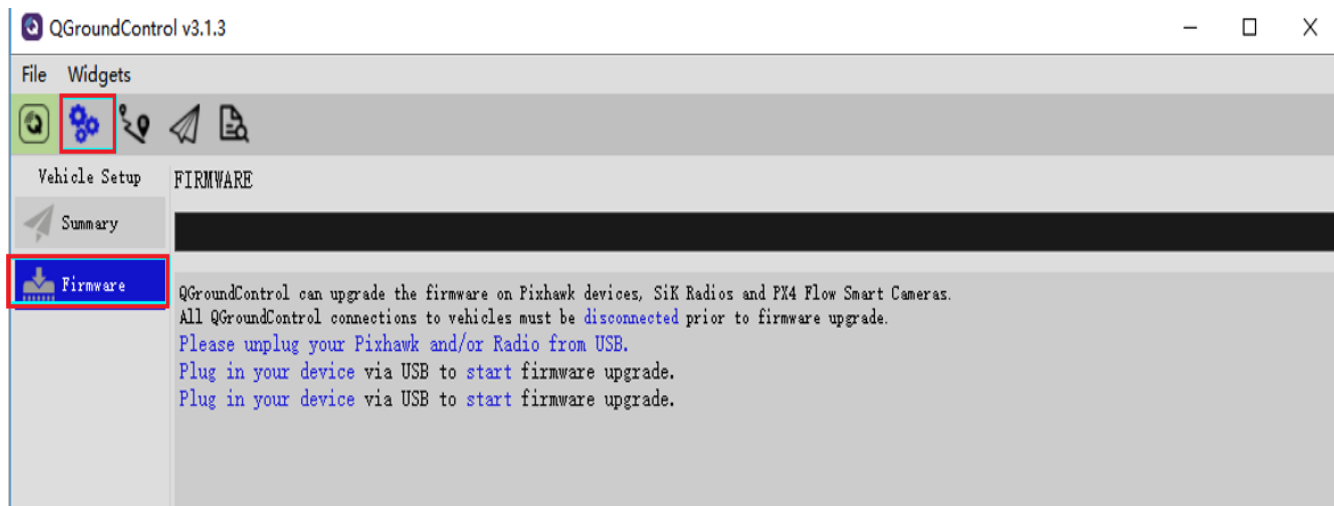 QGroundControl v3.1.3
File Widgets
Vehicle Setup
FIRMWARE
Summary
Firmware
QGroundControl can upgrade the firmware on Pixhawk devices, SiK Radios and PX4 Flow Smart Cameras.
All QGroundControl connections to vehicles must be disconnected prior to firmware upgrade.
Please unplug your Pixhawk and/or Radio from USB.
Plug in your device via USB to start firmware upgrade.
Plug in your device via USB to start firmware upgrade.